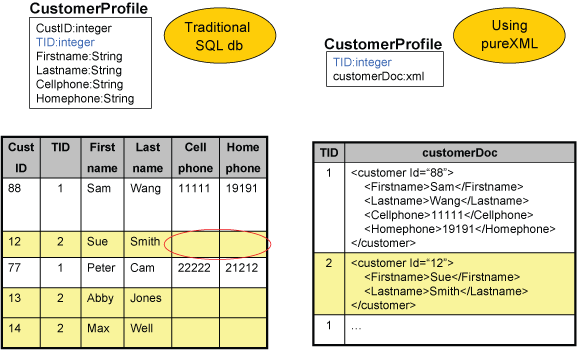 CustomerProfile
CustID:integer
TID:integer
Firstname:String
Lastname:String
Cellphone:String
Homephone:String
Traditional
SQL db
CustomerProfile
TID:integer
customerDoc:xml
Using
pureXML
Cust ID TID First name Last name Cell phone Home phone
88 1 Sam Wang 11111 19191
12 2 Sue Smith
77 1 Peter Cam 22222 21212
13 2 Abby Jones
14 2 Max Well
TID customerDoc
1 <customer Id=“88”>
<Firstname>Sam</Firstname>
<Lastname>Wang</Lastname>
<Cellphone>11111</Cellphone>
<Homephone>19191</Homephone>
</customer>
2 <customer Id=“12”>
<Firstname>Sue</Firstname>
<Lastname>Smith</Lastname>
</customer>
1 …